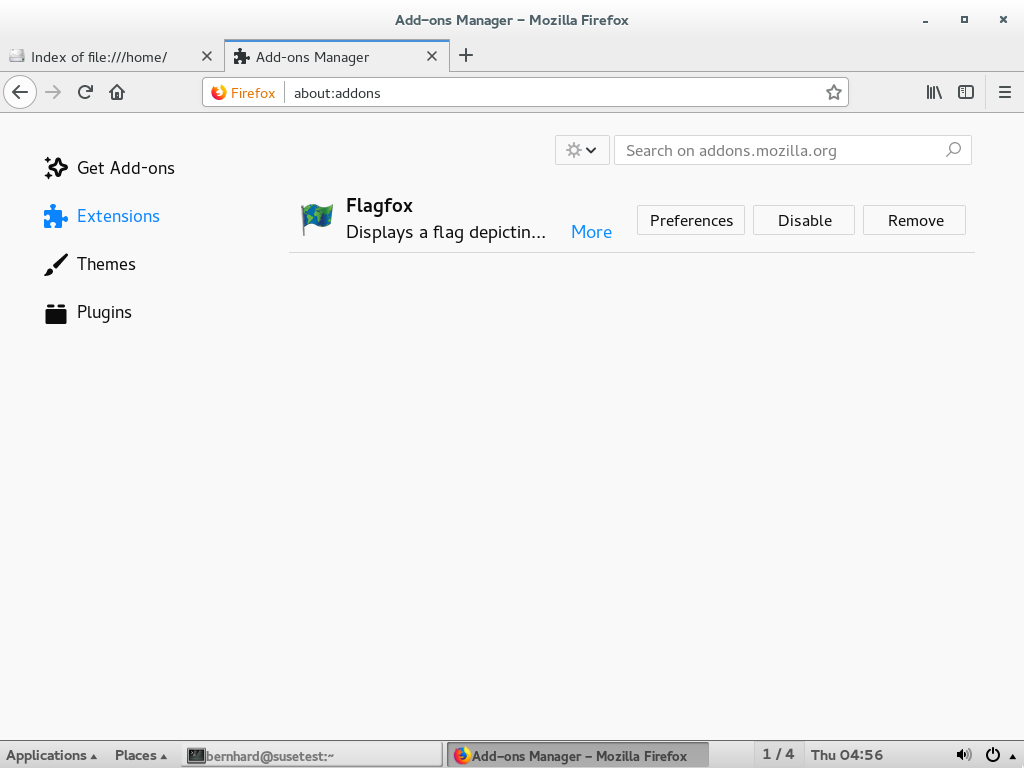 Add-ons Manager - Mozilla Firefox
Index of file:///home/
Add-ons Manager
Firefox
about:addons
Search on addons.mozilla.org
Get Add-ons
Extensions
Themes
Plugins
Flagfox
Displays a flag depictin... More
Preferences
Disable
Remove
Applications
Places
bernhard@susetest:~
Add-ons Manager - Mozilla Firefox
1 / 4
Thu 04:56